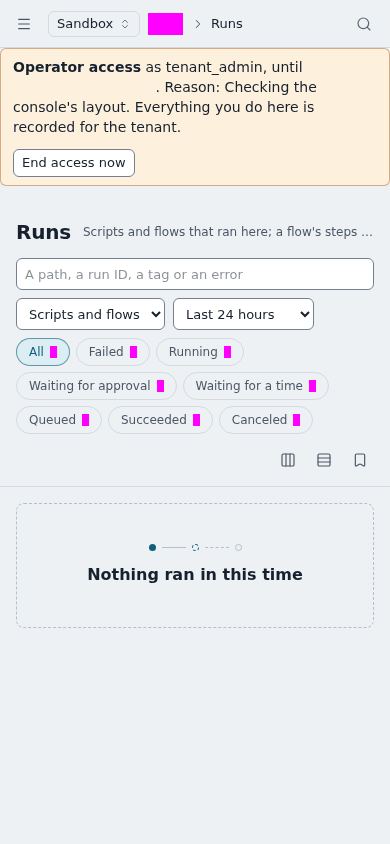 Sandbox
Runs
Operator access as tenant_admin, until
. Reason: Checking the
console's layout. Everything you do here is
recorded for the tenant.
End access now
Runs
Scripts and flows that ran here; a flow's steps ...
A path, a run ID, a tag or an error
Scripts and flows
Last 24 hours
All
Failed
Running
Waiting for approval
Waiting for a time
Queued
Succeeded
Canceled
Nothing ran in this time